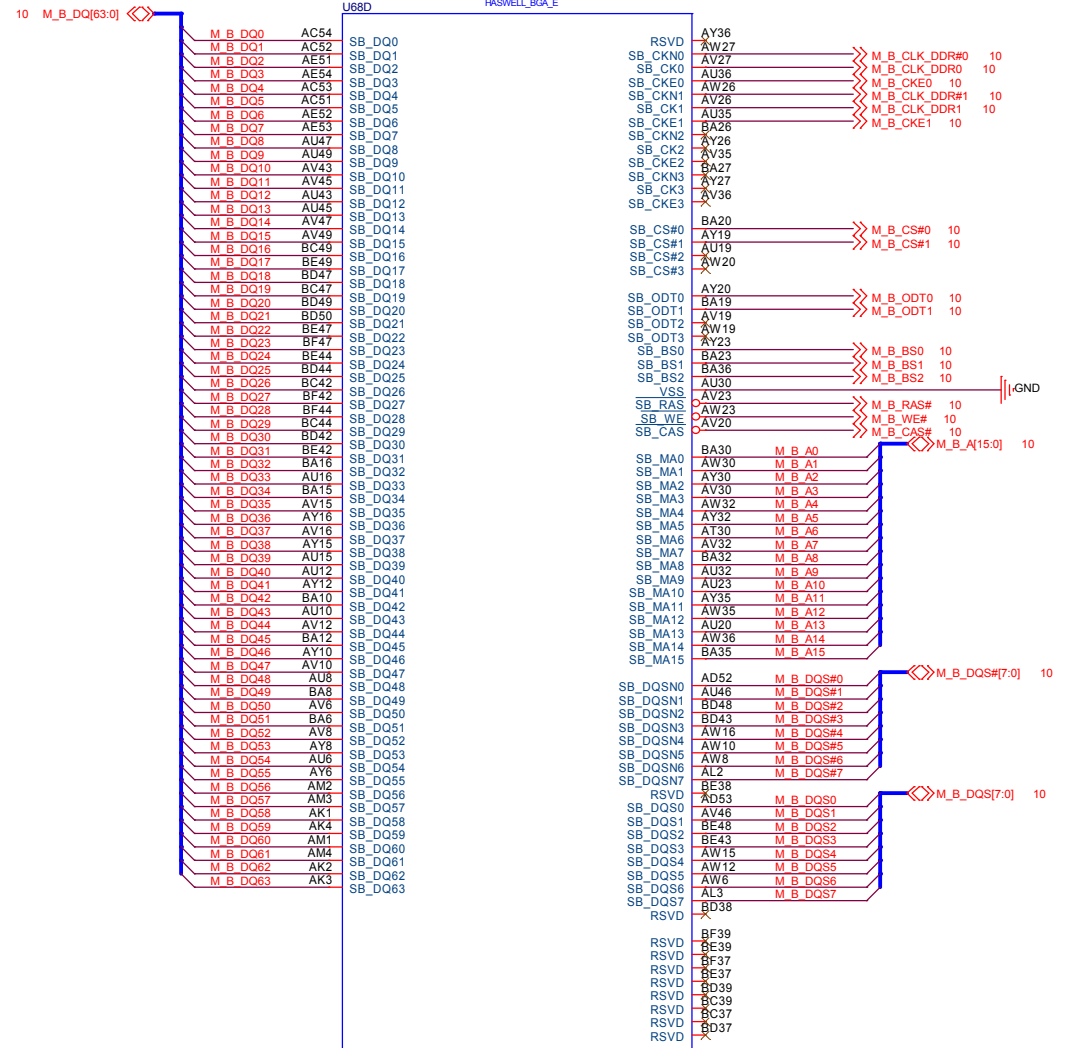 HASWELL_BGA_E
U68D
10 M_B_DQ[63:0]
M_B_DQ0 AC54 SB_DQ0
M_B_DQ1 AC52 SB_DQ1
M_B_DQ2 AE51 SB_DQ2
M_B_DQ3 AE54 SB_DQ3
M_B_DQ4 AC53 SB_DQ4
M_B_DQ5 AC51 SB_DQ5
M_B_DQ6 AE52 SB_DQ6
M_B_DQ7 AE53 SB_DQ7
M_B_DQ8 AU47 SB_DQ8
M_B_DQ9 AU49 SB_DQ9
M_B_DQ10 AV43 SB_DQ10
M_B_DQ11 AV45 SB_DQ11
M_B_DQ12 AU43 SB_DQ12
M_B_DQ13 AU45 SB_DQ13
M_B_DQ14 AV47 SB_DQ14
M_B_DQ15 AV49 SB_DQ15
M_B_DQ16 BC49 SB_DQ16
M_B_DQ17 BE49 SB_DQ17
M_B_DQ18 BD47 SB_DQ18
M_B_DQ19 BC47 SB_DQ19
M_B_DQ20 BD49 SB_DQ20
M_B_DQ21 BD50 SB_DQ21
M_B_DQ22 BE47 SB_DQ22
M_B_DQ23 BF47 SB_DQ23
M_B_DQ24 BE44 SB_DQ24
M_B_DQ25 BD44 SB_DQ25
M_B_DQ26 BC42 SB_DQ26
M_B_DQ27 BF42 SB_DQ27
M_B_DQ28 BF44 SB_DQ28
M_B_DQ29 BC44 SB_DQ29
M_B_DQ30 BD42 SB_DQ30
M_B_DQ31 BE42 SB_DQ31
M_B_DQ32 BA16 SB_DQ32
M_B_DQ33 AU16 SB_DQ33
M_B_DQ34 BA15 SB_DQ34
M_B_DQ35 AV15 SB_DQ35
M_B_DQ36 AY16 SB_DQ36
M_B_DQ37 AV16 SB_DQ37
M_B_DQ38 AY15 SB_DQ38
M_B_DQ39 AU15 SB_DQ39
M_B_DQ40 AU12 SB_DQ40
M_B_DQ41 AY12 SB_DQ41
M_B_DQ42 BA10 SB_DQ42
M_B_DQ43 AU10 SB_DQ43
M_B_DQ44 AV12 SB_DQ44
M_B_DQ45 BA12 SB_DQ45
M_B_DQ46 AY10 SB_DQ46
M_B_DQ47 AV10 SB_DQ47
M_B_DQ48 AU8 SB_DQ48
M_B_DQ49 BA8 SB_DQ49
M_B_DQ50 AV6 SB_DQ50
M_B_DQ51 BA6 SB_DQ51
M_B_DQ52 AV8 SB_DQ52
M_B_DQ53 AY8 SB_DQ53
M_B_DQ54 AU6 SB_DQ54
M_B_DQ55 AY6 SB_DQ55
M_B_DQ56 AM2 SB_DQ56
M_B_DQ57 AM3 SB_DQ57
M_B_DQ58 AK1 SB_DQ58
M_B_DQ59 AK4 SB_DQ59
M_B_DQ60 AM1 SB_DQ60
M_B_DQ61 AM4 SB_DQ61
M_B_DQ62 AK2 SB_DQ62
M_B_DQ63 AK3 SB_DQ63
RSVD AY36
SB_CKN0 AW27 M_B_CLK_DDR#0 10
SB_CK0 AV27 M_B_CLK_DDR0 10
SB_CKE0 AU36 M_B_CKE0 10
SB_CKN1 AW26 M_B_CLK_DDR#1 10
SB_CK1 AV26 M_B_CLK_DDR1 10
SB_CKE1 AU35 M_B_CKE1 10
SB_CKN2 BA26
SB_CK2 AY26
SB_CKE2 AV35
SB_CKN3 BA27
SB_CK3 AY27
SB_CKE3 AV36
SB_CS#0 BA20 M_B_CS#0 10
SB_CS#1 AY19 M_B_CS#1 10
SB_CS#2 AU19
SB_CS#3 AW20
SB_ODT0 AY20 M_B_ODT0 10
SB_ODT1 BA19 M_B_ODT1 10
SB_ODT2 AV19
SB_ODT3 AW19
SB_BS0 AY23 M_B_BS0 10
SB_BS1 BA23 M_B_BS1 10
SB_BS2 BA36 M_B_BS2 10
VSS AU30 GND
SB_RAS AV23 M_B_RAS# 10
SB_WE AW23 M_B_WE# 10
SB_CAS AV20 M_B_CAS# 10
M_B_A[15:0] 10
SB_MA0 BA30 M_B_A0
SB_MA1 AW30 M_B_A1
SB_MA2 AY30 M_B_A2
SB_MA3 AV30 M_B_A3
SB_MA4 AW32 M_B_A4
SB_MA5 AY32 M_B_A5
SB_MA6 AT30 M_B_A6
SB_MA7 AV32 M_B_A7
SB_MA8 BA32 M_B_A8
SB_MA9 AU32 M_B_A9
SB_MA10 AU23 M_B_A10
SB_MA11 AY35 M_B_A11
SB_MA12 AW35 M_B_A12
SB_MA13 AU20 M_B_A13
SB_MA14 AW36 M_B_A14
SB_MA15 BA35 M_B_A15
M_B_DQS#[7:0] 10
SB_DQSN0 AD52 M_B_DQS#0
SB_DQSN1 AU46 M_B_DQS#1
SB_DQSN2 BD48 M_B_DQS#2
SB_DQSN3 BD43 M_B_DQS#3
SB_DQSN4 AW16 M_B_DQS#4
SB_DQSN5 AW10 M_B_DQS#5
SB_DQSN6 AW8 M_B_DQS#6
SB_DQSN7 AL2 M_B_DQS#7
RSVD BE38
M_B_DQS[7:0] 10
SB_DQS0 AD53 M_B_DQS0
SB_DQS1 AV46 M_B_DQS1
SB_DQS2 BE48 M_B_DQS2
SB_DQS3 BE43 M_B_DQS3
SB_DQS4 AW15 M_B_DQS4
SB_DQS5 AW12 M_B_DQS5
SB_DQS6 AW6 M_B_DQS6
SB_DQS7 AL3 M_B_DQS7
RSVD BD38
RSVD BF39
RSVD BE39
RSVD BF37
RSVD BE37
RSVD BD39
RSVD BC39
RSVD BC37
RSVD BD37